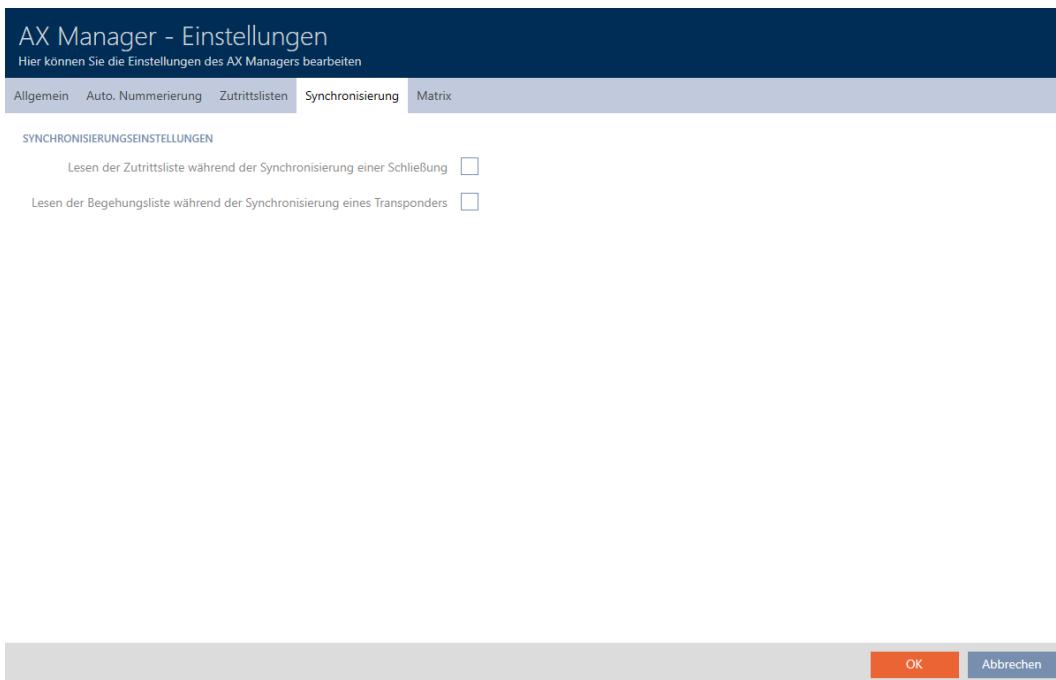 AX Manager - Einstellungen
Hier können Sie die Einstellungen des AX Managers bearbeiten
Allgemein Auto. Nummerierung Zutrittslisten Synchronisierung Matrix
SYNCHRONISIERUNGSEINSTELLUNGEN
Lesen der Zutrittsliste während der Synchronisierung einer Schließung
Lesen der Begehungsliste während der Synchronisierung eines Transponders
OK Abbrechen